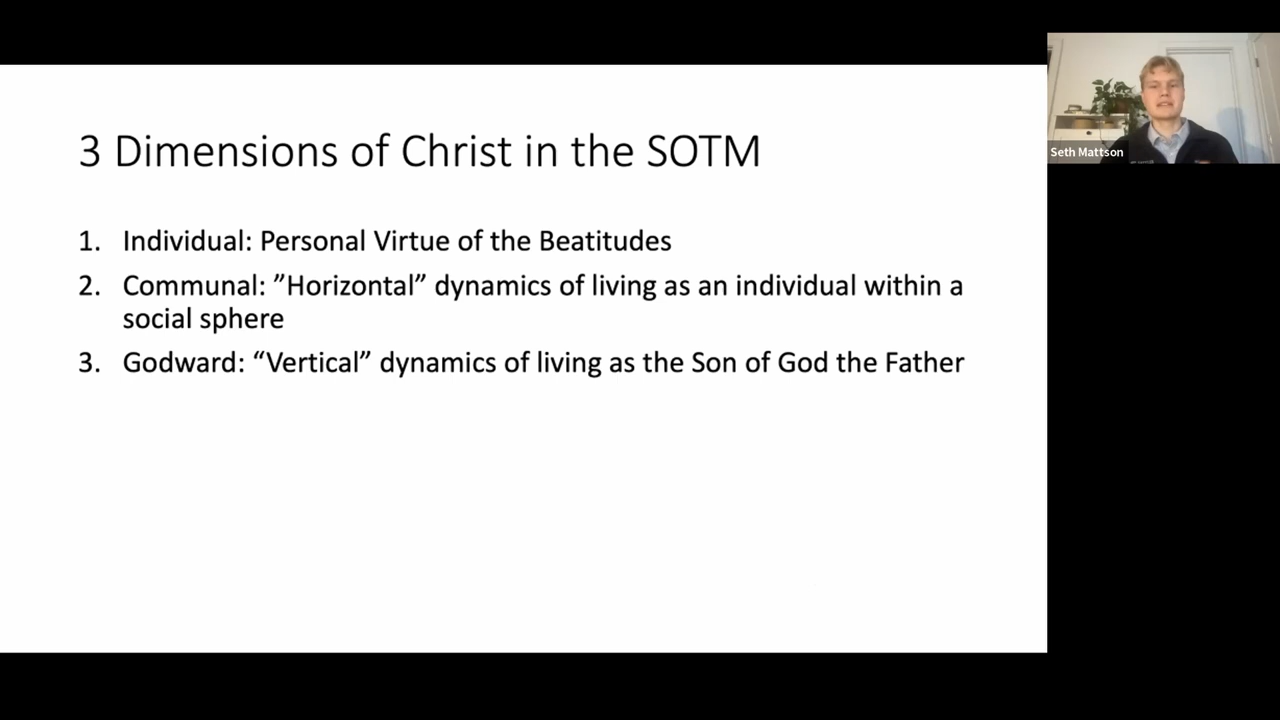 3 Dimensions of Christ in the SOTM
1. Individual: Personal Virtue of the Beatitudes
2. Communal: ”Horizontal” dynamics of living as an individual within a
social sphere
3. Godward: “Vertical” dynamics of living as the Son of God the Father
Seth Mattson